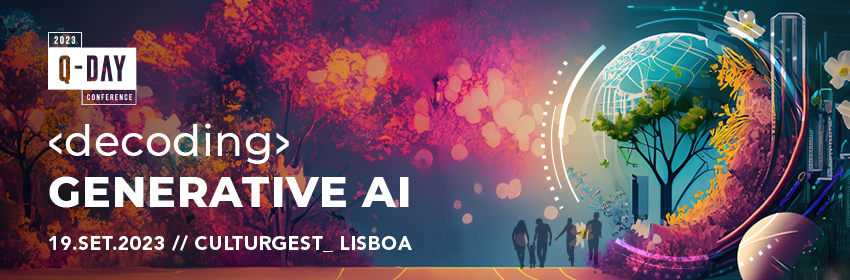 2023
Q-DAY
CONFERENCE
<decoding>
GENERATIVE AI
19.SET.2023 // CULTURGEST_ LISBOA